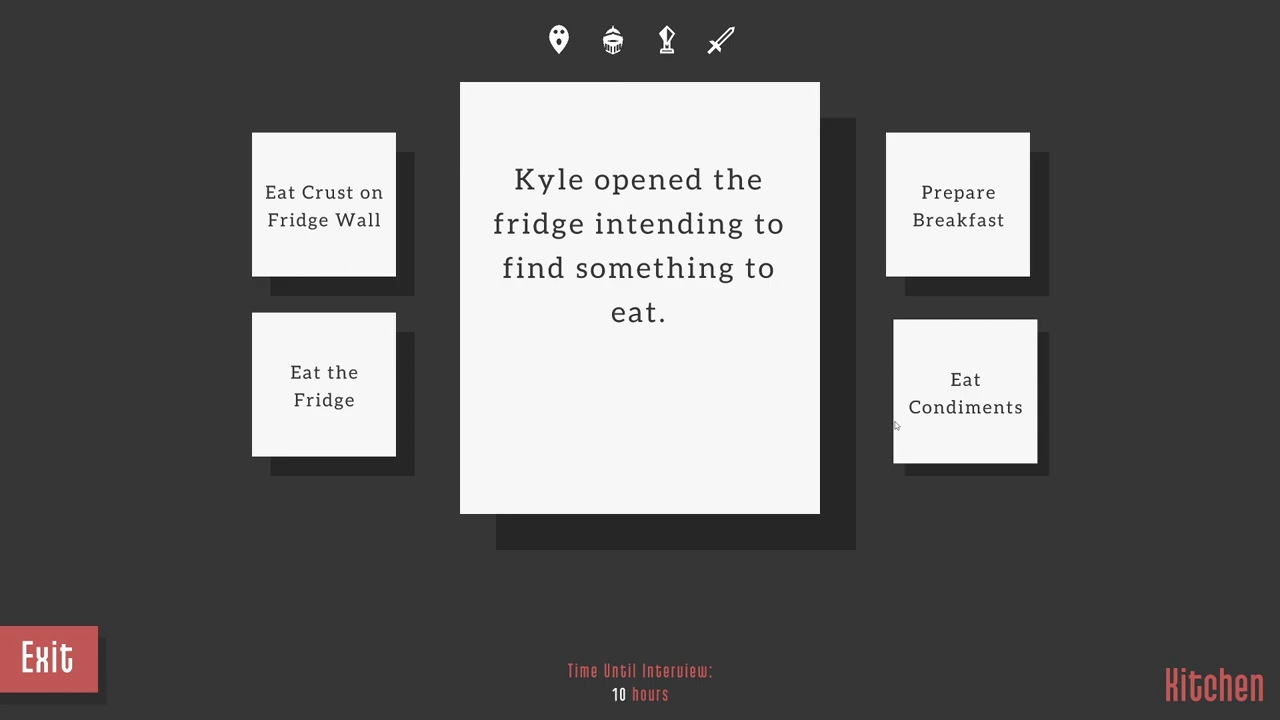 Kyle opened the
fridge intending to
find something to
eat.
Eat Crust on
Fridge Wall
Eat the
Fridge
Prepare
Breakfast
Eat
Condiments
Exit
Time Until Interview:
10 hours
Kitchen